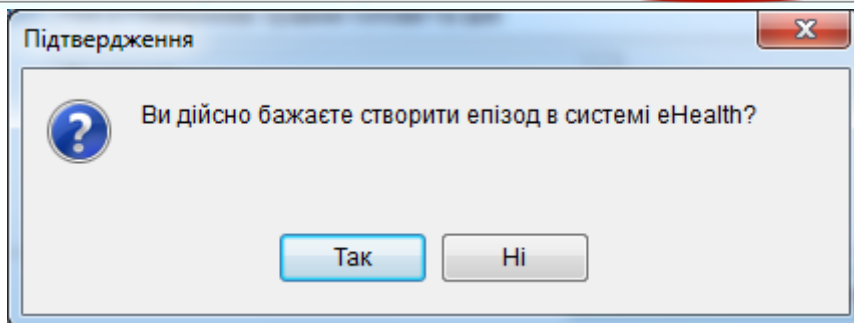 Підтвердження
Ви дійсно бажаєте створити епізод в системі eHealth?
Так
Ні